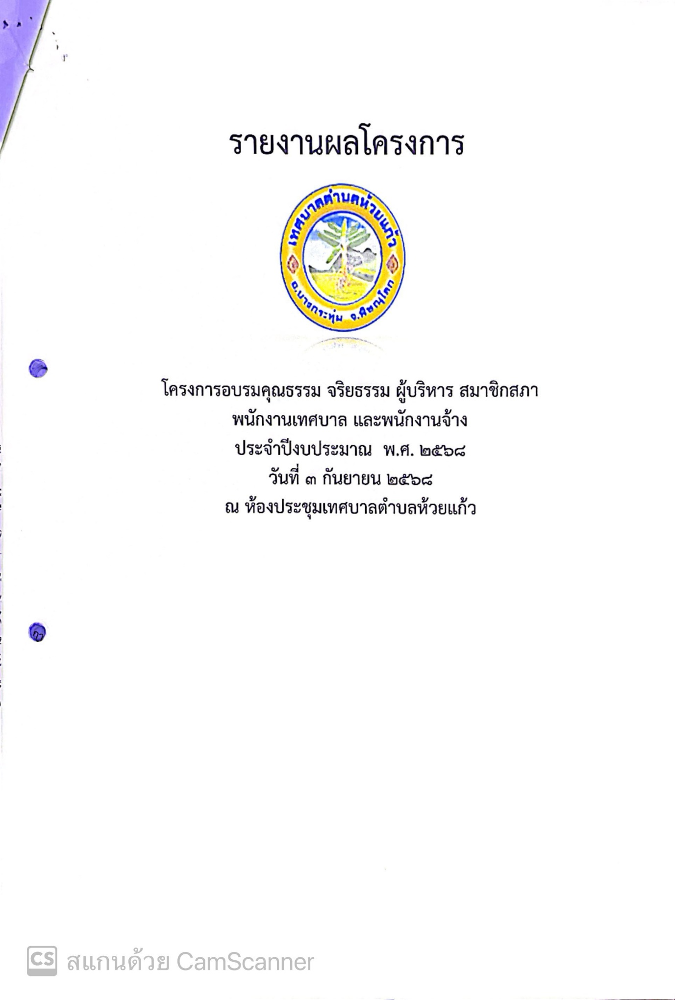 รายงานผลโครงการ
เทศบาลตำบลห้วยแก้ว
อ.บางกระทุ่ม จ.พิษณุโลก
โครงการอบรมคุณธรรม จริยธรรม ผู้บริหาร สมาชิกสภา
พนักงานเทศบาล และพนักงานจ้าง
ประจำปีงบประมาณ พ.ศ. ๒๕๖๘
วันที่ ๓ กันยายน ๒๕๖๘
ณ ห้องประชุมเทศบาลตำบลห้วยแก้ว
CS สแกนด้วย CamScanner